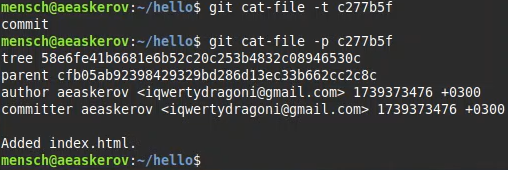 mensch@aeaskerov:~/hello$ git cat-file -t c277b5f
commit
mensch@aeaskerov:~/hello$ git cat-file -p c277b5f
tree 58e6fe41b6681e6b52c20c253b4832c08946530c
parent cfb05ab92398429329bd286d13ec33b662cc2c8c
author aeaskerov <iqwertydragoni@gmail.com> 1739373476 +0300
committer aeaskerov <iqwertydragoni@gmail.com> 1739373476 +0300
Added index.html.
mensch@aeaskerov:~/hello$